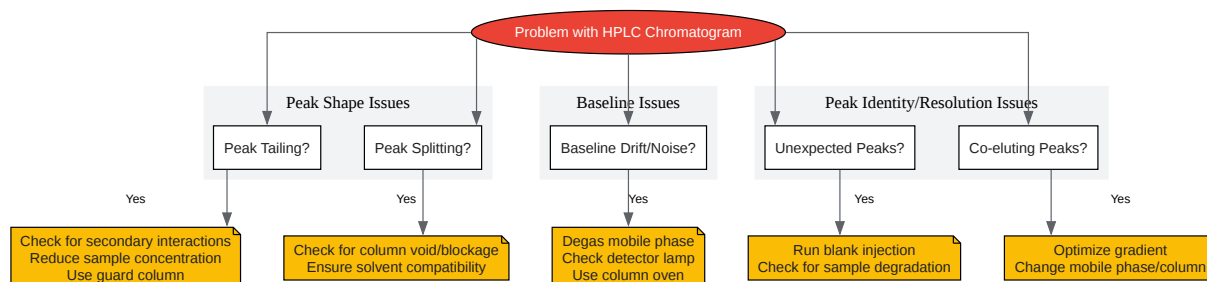 Problem with HPLC Chromatogram
Peak Shape Issues
Baseline Issues
Peak Identity/Resolution Issues
Peak Tailing?
Peak Splitting?
Baseline Drift/Noise?
Unexpected Peaks?
Co-eluting Peaks?
Yes
Yes
Yes
Yes
Yes
Check for secondary interactions
Reduce sample concentration
Use guard column
Check for column void/blockage
Ensure solvent compatibility
Degas mobile phase
Check detector lamp
Use column oven
Run blank injection
Check for sample degradation
Optimize gradient
Change mobile phase/column